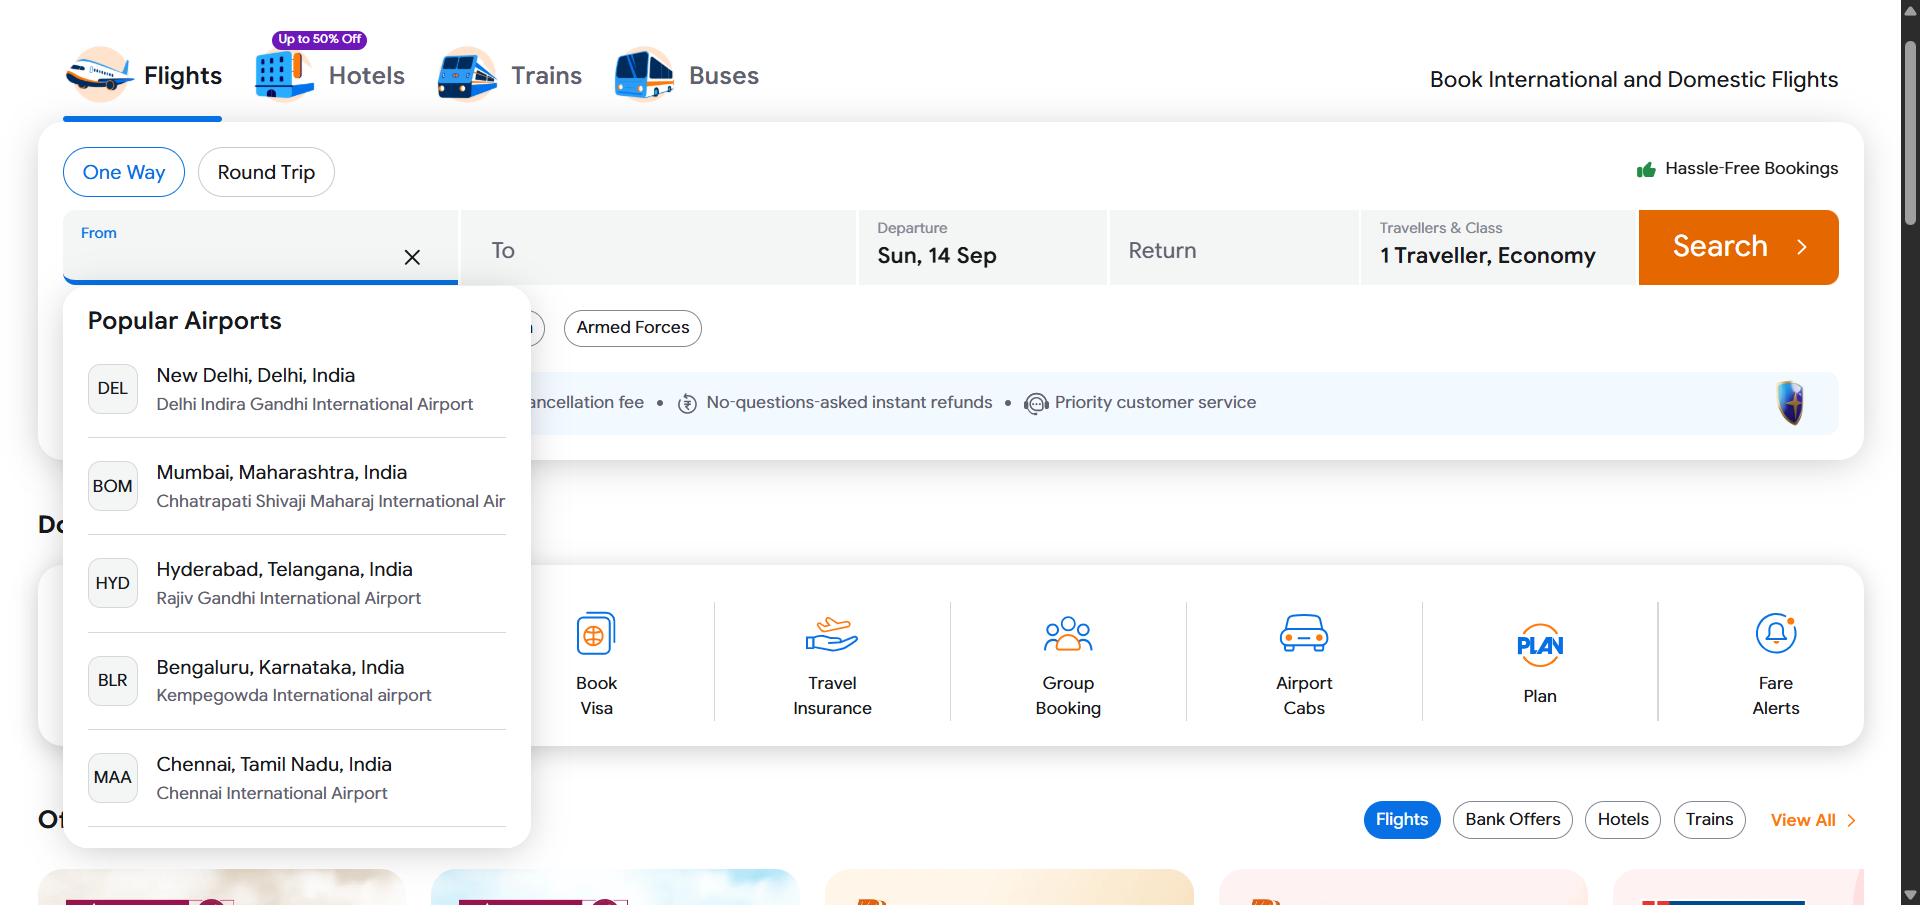 Up to 50% Off
Flights
Hotels
Trains
Buses
Book International and Domestic Flights
One Way
Round Trip
Hassle-Free Bookings
From
To
Departure
Sun, 14 Sep
Return
Travellers & Class
1 Traveller, Economy
Search
Popular Airports
Armed Forces
DEL
New Delhi, Delhi, India
Delhi Indira Gandhi International Airport
ancellation fee • No-questions-asked instant refunds • Priority customer service
BOM
Mumbai, Maharashtra, India
Chhatrapati Shivaji Maharaj International Air
Do
HYD
Hyderabad, Telangana, India
Rajiv Gandhi International Airport
BLR
Bengaluru, Karnataka, India
Kempegowda International airport
MAA
Chennai, Tamil Nadu, India
Chennai International Airport
Book
Visa
Travel
Insurance
Group
Booking
Airport
Cabs
PLAN
Plan
Fare
Alerts
Of
Flights
Bank Offers
Hotels
Trains
View All